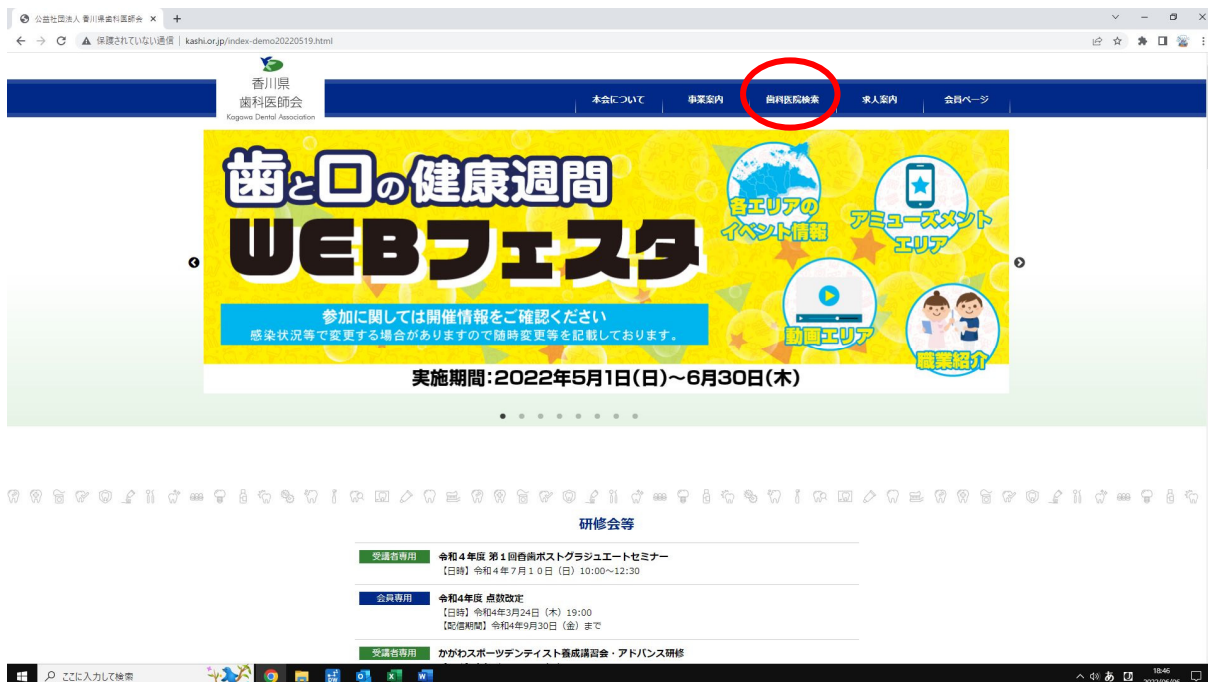 公益社団法人 香川県歯科医師会
保護されていない通信 | kashi.or.jp/index-demo20220519.html
香川県
歯科医師会
Kagawa Dental Association
本会について 事業案内 歯科医院検索 求人案内 会員ページ
歯と口の健康週間
WEBフェスタ
各エリアの
イベント情報
アミューズメント
エリア
参加に関しては開催情報をご確認ください
感染状況等で変更する場合がありますので随時変更等を記載しております。
動画エリア
職業紹介
実施期間:2022年5月1日(日)~6月30日(木)
研修会等
受講者専用 令和4年度 第1回香歯ポストグラジュエートセミナー
【日時】令和4年7月10日(日)10:00~12:30
会員専用 令和4年度 点数改定
【日時】令和4年3月24日(木)19:00
【配信期間】令和4年9月30日(金)まで
受講者専用 かがわスポーツデンティスト養成講習会・アドバンス研修
ここに入力して検索
あ
18:46
2022/06/06